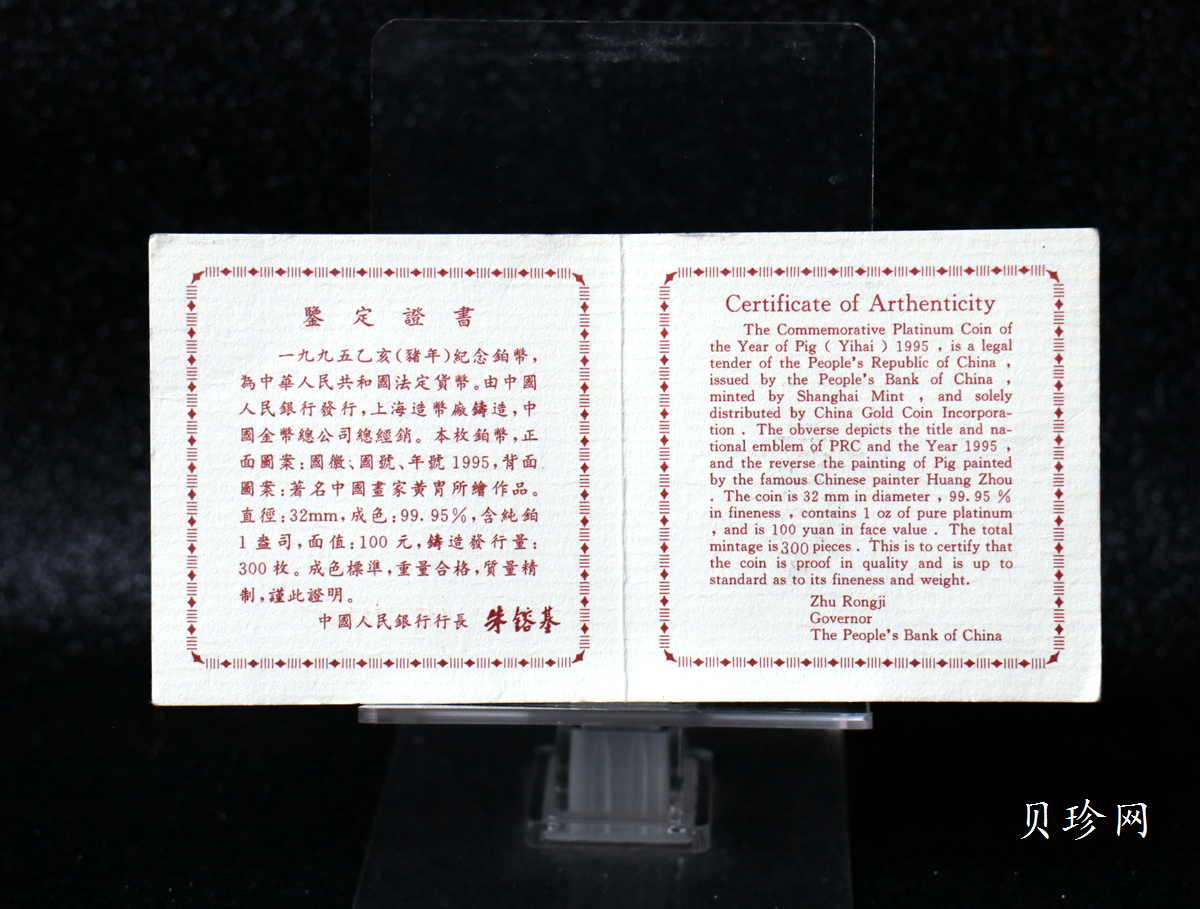 鑒定證書
一九九五乙亥(豬年)紀念鉑幣,
為中華人民共和國法定貨幣。由中國
人民銀行發行,上海造幣廠鑄造,中
國金幣總公司總經銷。本枚鉑幣,正
面圖案:國徽、國號、年號1995,背面
圖案:著名中國畫家黃冑所繪作品。
直徑:32mm,成色:99.95%,含純鉑
1盎司,面值:100元,鑄造發行量:
300枚。成色標準,重量合格,質量精
制,謹此證明。
中國人民銀行行長 朱鎔基
Certificate of Arthenticity
The Commemorative Platinum Coin of
the Year of Pig ( Yihai ) 1995 , is a legal
tender of the People's Republic of China ,
issued by the People's Bank of China ,
minted by Shanghai Mint , and solely
distributed by China Gold Coin Incorpora-
tion . The obverse depicts the title and na-
tional emblem of PRC and the Year 1995 ,
and the reverse the painting of Pig painted
by the famous Chinese painter Huang Zhou
. The coin is 32 mm in diameter , 99. 95 %
in fineness , contains 1 oz of pure platinum
, and is 100 yuan in face value . The total
mintage is 300 pieces . This is to certify that
the coin is proof in quality and is up to
standard as to its fineness and weight.
Zhu Rongji
Governor
The People's Bank of China
贝珍网